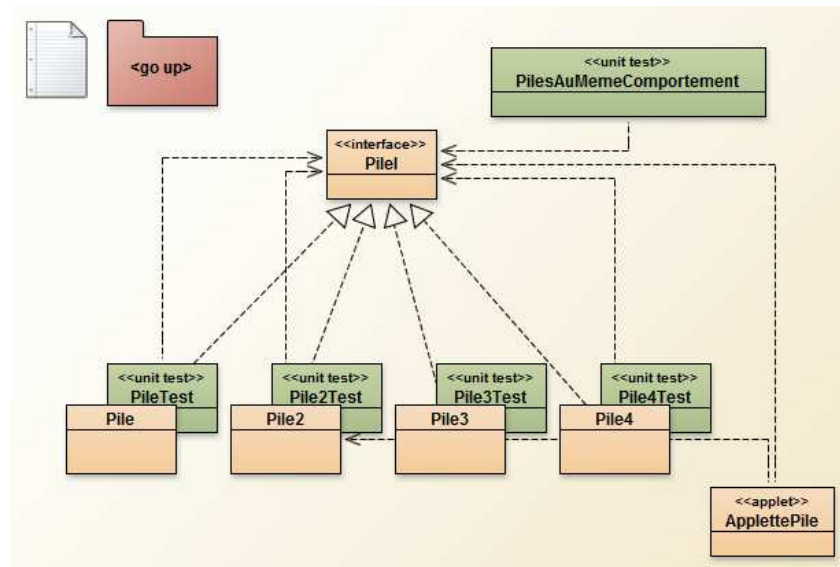 <go up>
<<unit test>>
PilesAuMemeComportement
<<interface>>
PileI
<<unit test>>
PileTest
<<unit test>>
Pile2Test
<<unit test>>
Pile3Test
<<unit test>>
Pile4Test
Pile
Pile2
Pile3
Pile4
<<applet>>
ApplettePile